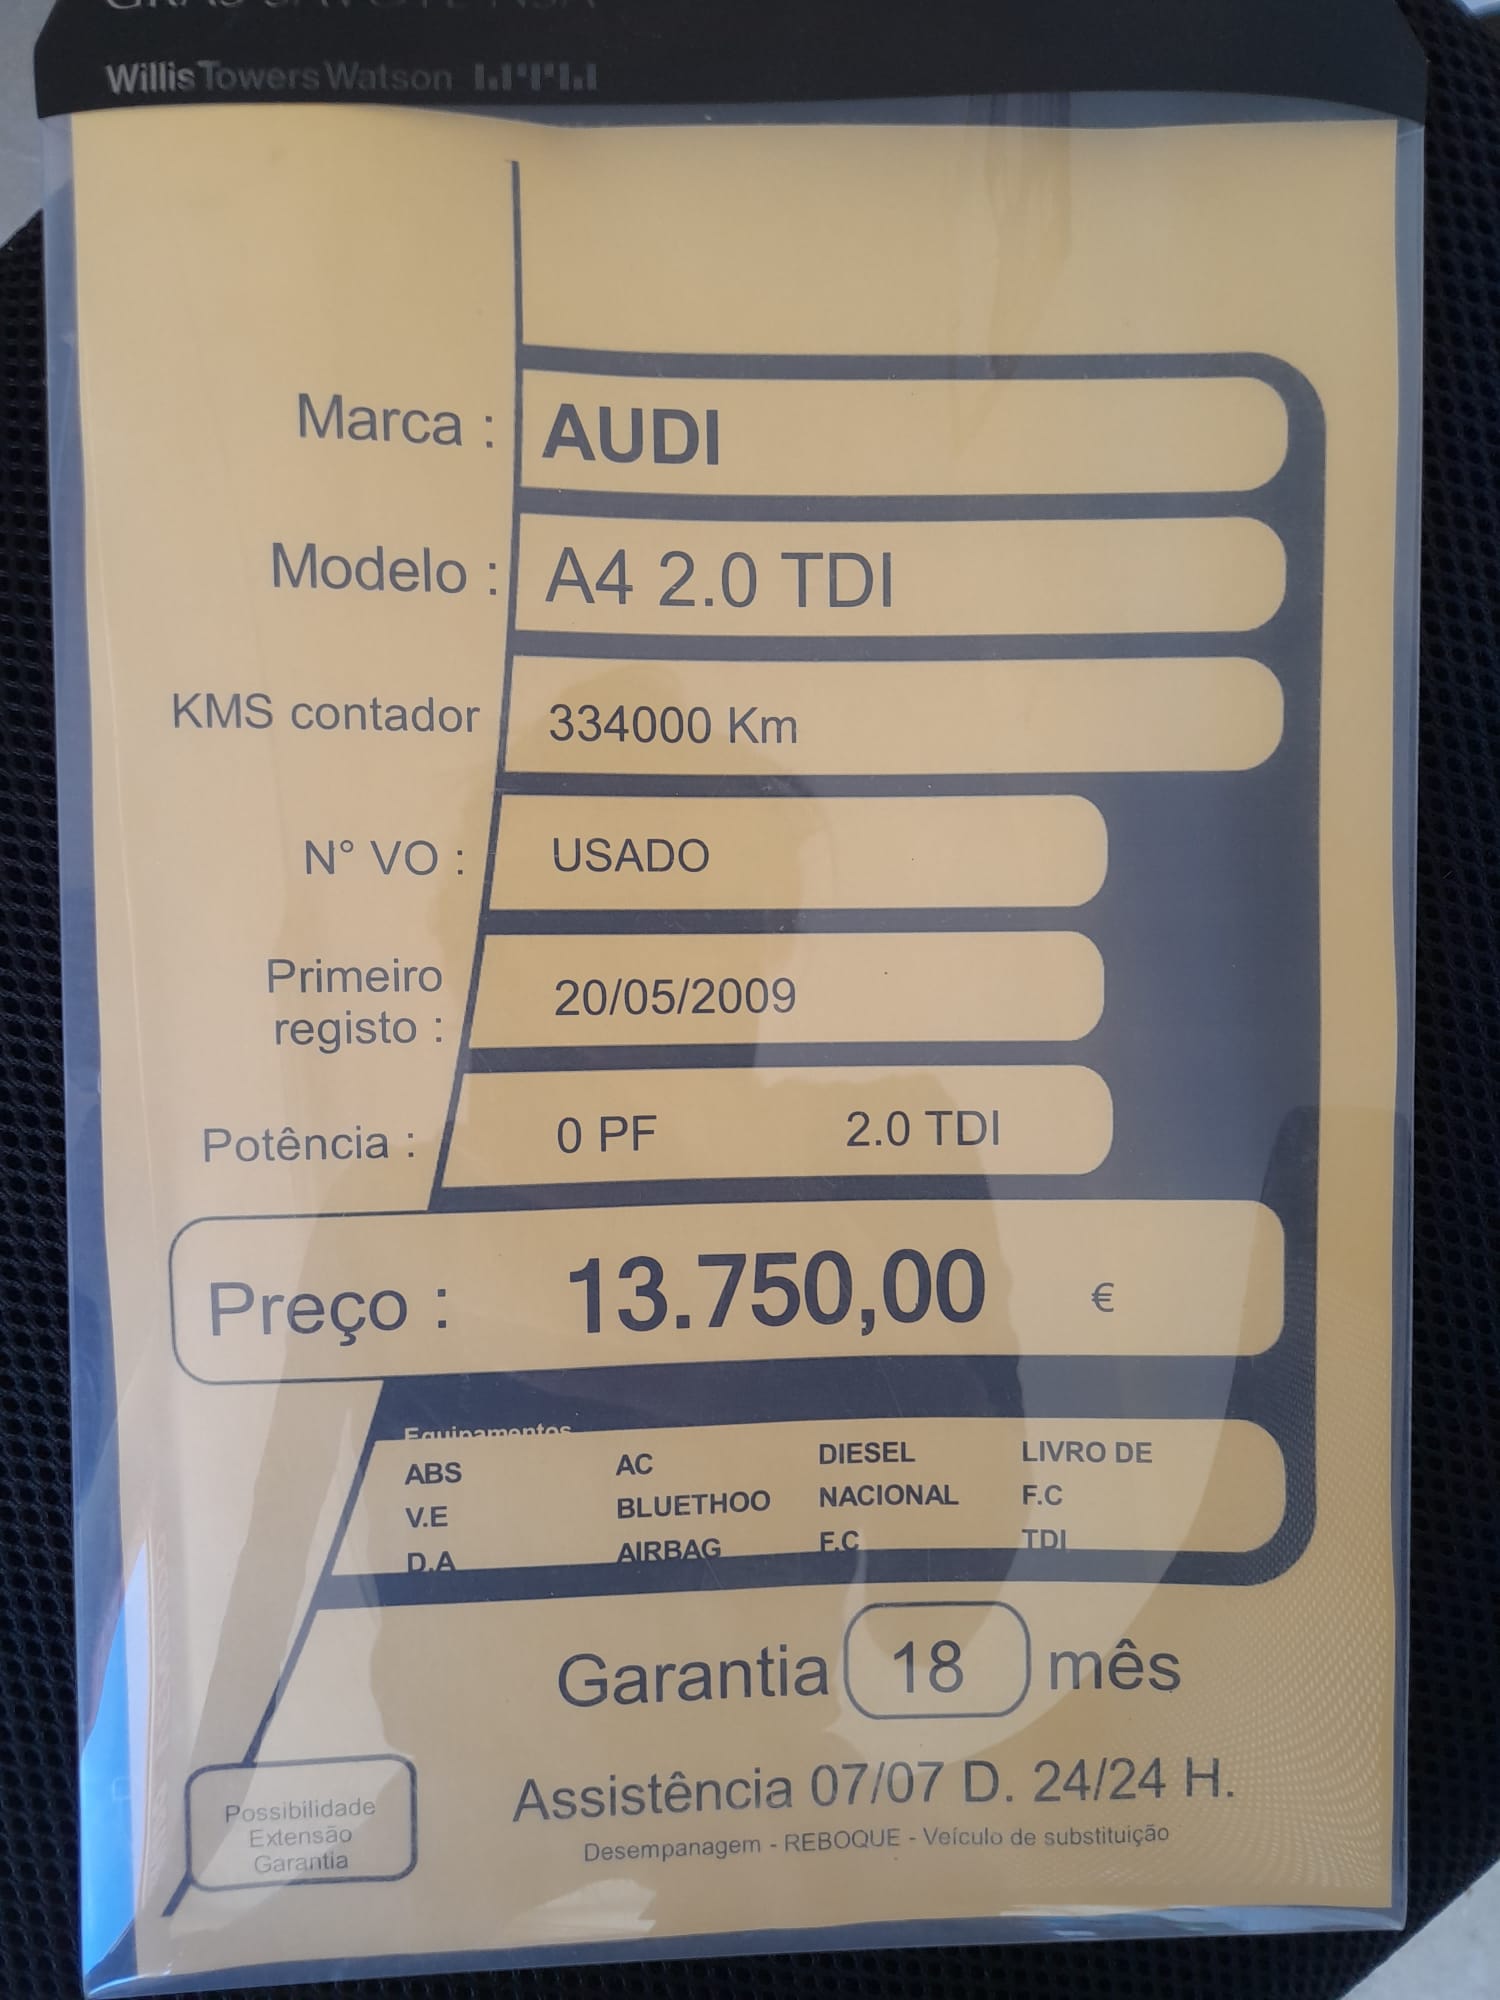 Willis Towers Watson
Marca : AUDI
Modelo : A4 2.0 TDI
KMS contador 334000 Km
N° VO : USADO
Primeiro
registo : 20/05/2009
Potência : 0 PF 2.0 TDI
Preço : 13.750,00 €
Equipamentos
ABS AC DIESEL LIVRO DE
V.E BLUETHOO NACIONAL F.C
D.A AIRBAG F.C TDI
Garantia 18 mês
Assistência 07/07 D. 24/24 H.
Desempanagem - REBOQUE - Veículo de substituição
Possibilidade
Extensão
Garantia